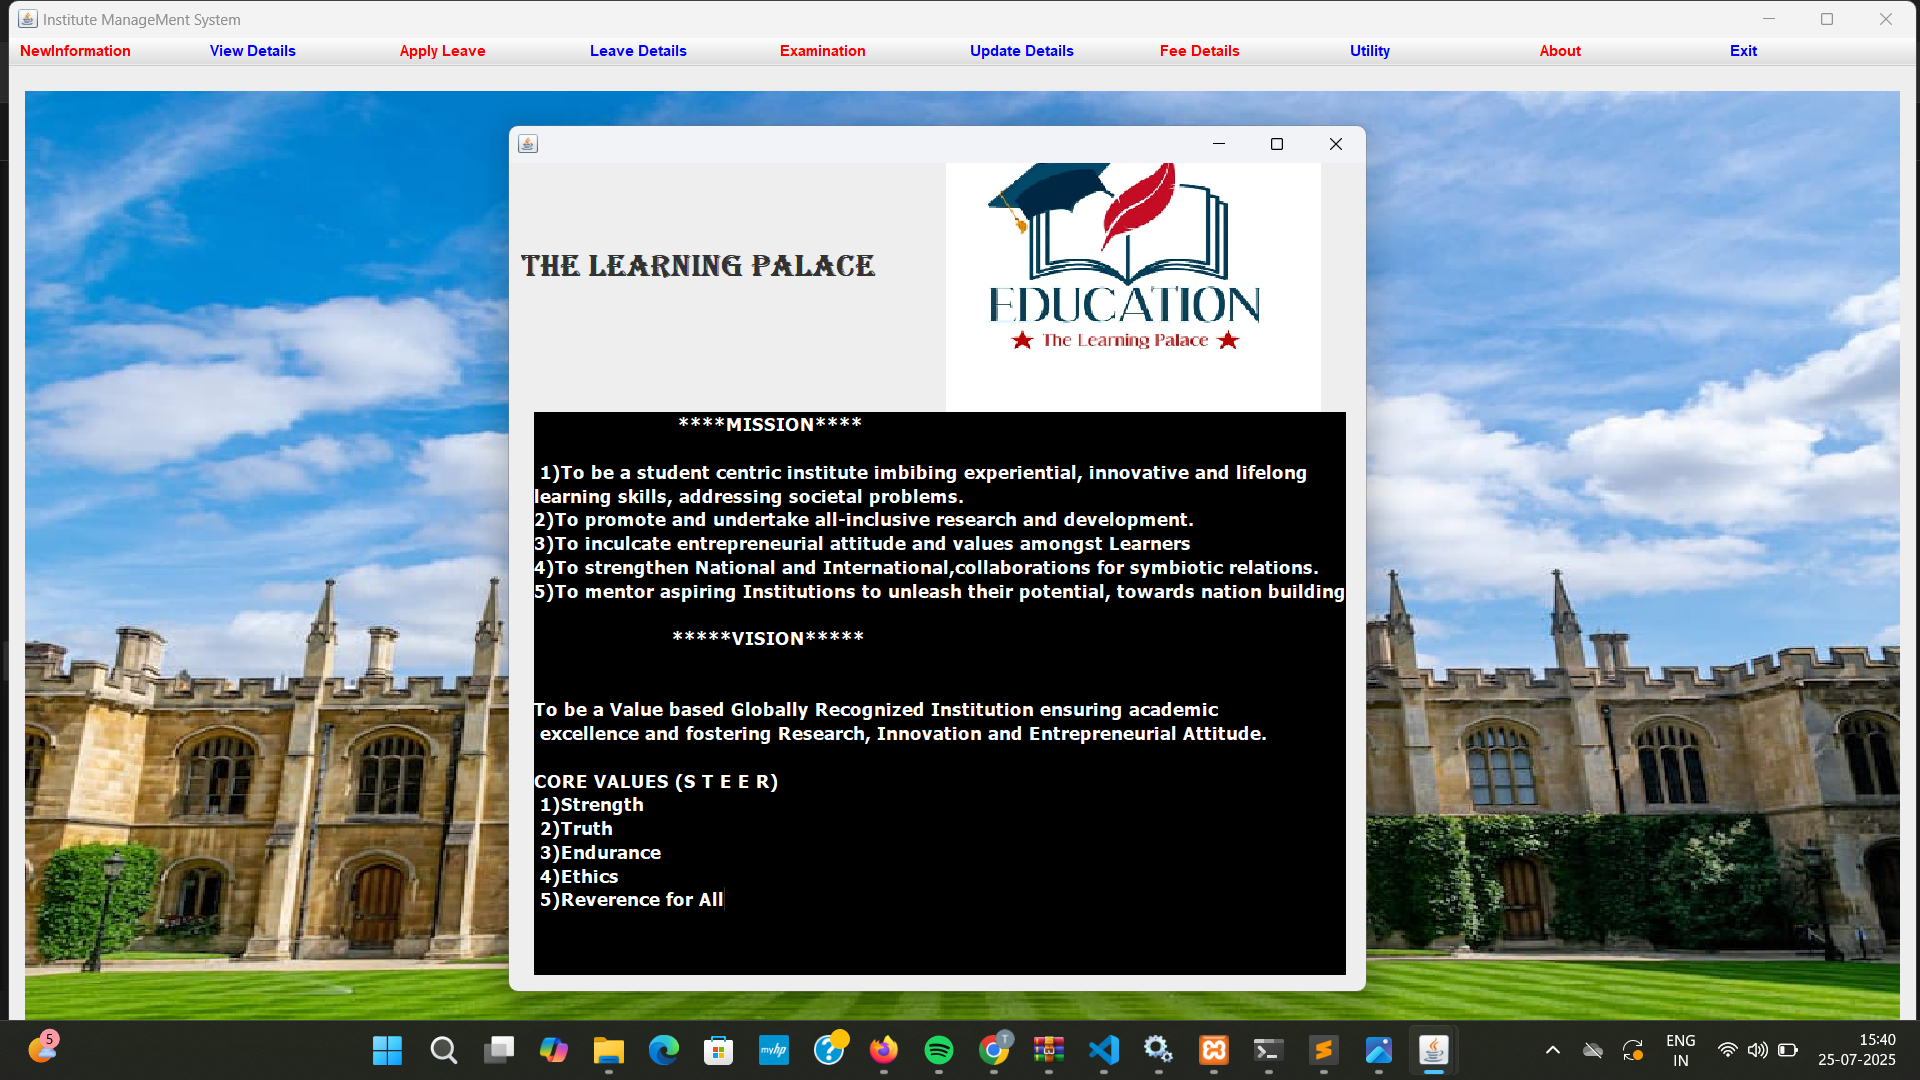 Institute ManageMent System
NewInformation View Details Apply Leave Leave Details Examination Update Details Fee Details Utility About Exit
THE LEARNING PALACE
EDUCATION
The Learning Palace
****MISSION****
1)To be a student centric institute imbibing experiential, innovative and lifelong
learning skills, addressing societal problems.
2)To promote and undertake all-inclusive research and development.
3)To inculcate entrepreneurial attitude and values amongst Learners
4)To strengthen National and International,collaborations for symbiotic relations.
5)To mentor aspiring Institutions to unleash their potential, towards nation building
*****VISION*****
To be a Value based Globally Recognized Institution ensuring academic
excellence and fostering Research, Innovation and Entrepreneurial Attitude.
CORE VALUES (S T E E R)
1)Strength
2)Truth
3)Endurance
4)Ethics
5)Reverence for All
5
myhp
T
ENG
IN
15:40
25-07-2025